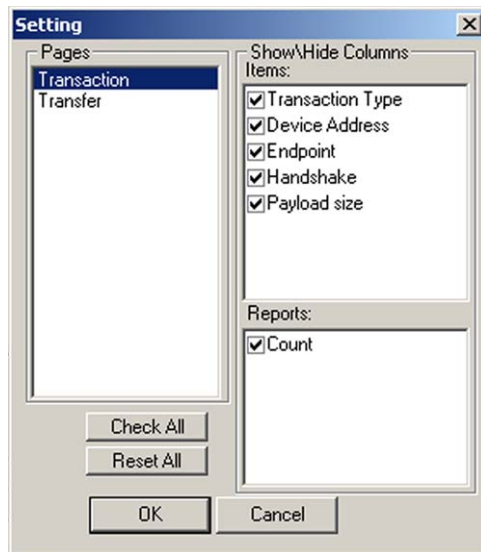 Setting
Pages
Transaction
Transfer
Show\Hide Columns
Items:
Transaction Type
Device Address
Endpoint
Handshake
Payload size
Reports:
Count
Check All
Reset All
OK
Cancel